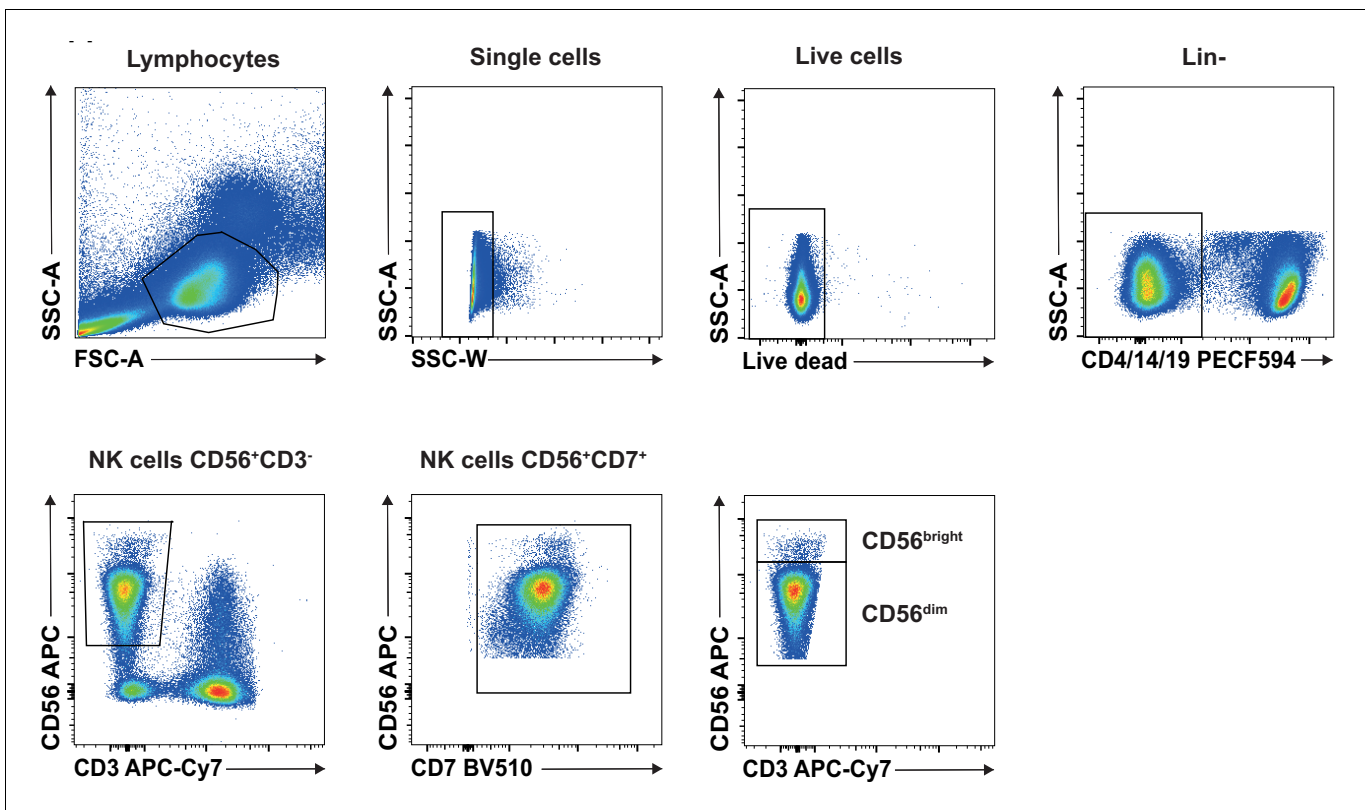 Lymphocytes
Single cells
Live cells
Lin-
SSC-A
FSC-A
SSC-A
SSC-W
SSC-A
Live dead
SSC-A
CD4/14/19 PECF594
NK cells CD56⁺CD3⁻
NK cells CD56⁺CD7⁺
CD56 APC
CD3 APC-Cy7
CD56 APC
CD7 BV510
CD56 APC
CD3 APC-Cy7
CD56ᵇʳⁱᵍʰᵗ
CD56ᵈⁱᵐ